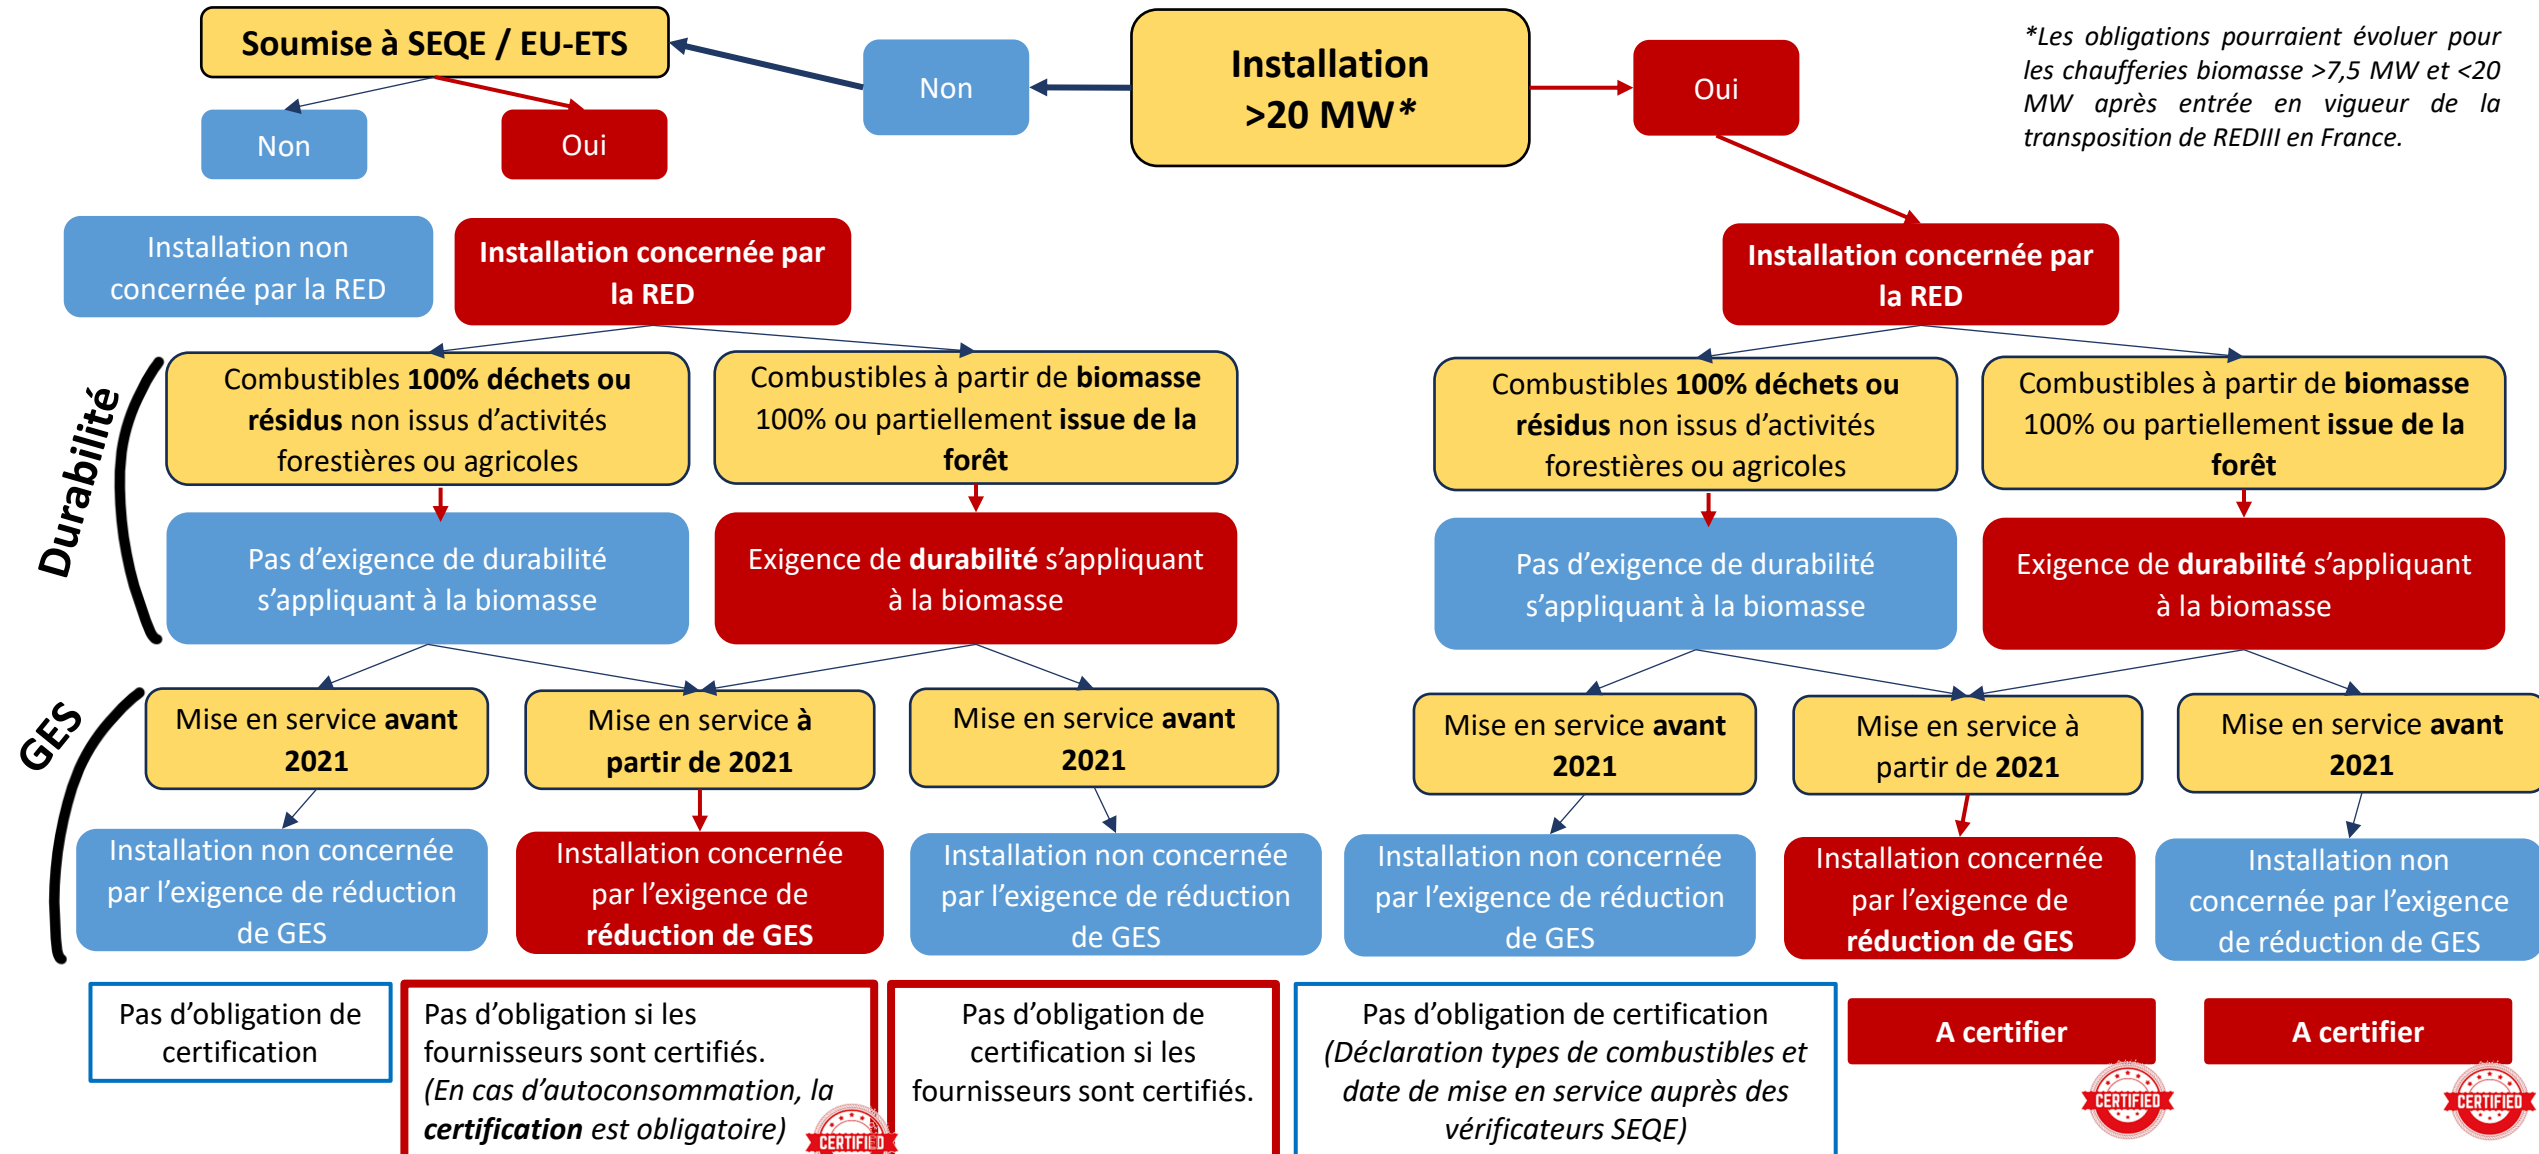 Soumise à SEQE / EU-ETS
Non
Oui
Non
Installation
>20 MW*
Oui
*Les obligations pourraient évoluer pour
les chaufferies biomasse >7,5 MW et <20
MW après entrée en vigueur de la
transposition de REDIII en France.
Installation non
concernée par la RED
Installation concernée par
la RED
Installation concernée par
la RED
Durabilité
Combustibles 100% déchets ou
résidus non issus d’activités
forestières ou agricoles
Combustibles à partir de biomasse
100% ou partiellement issue de la
forêt
Combustibles 100% déchets ou
résidus non issus d’activités
forestières ou agricoles
Combustibles à partir de biomasse
100% ou partiellement issue de la
forêt
Pas d’exigence de durabilité
s’appliquant à la biomasse
Exigence de durabilité s’appliquant
à la biomasse
Pas d’exigence de durabilité
s’appliquant à la biomasse
Exigence de durabilité s’appliquant
à la biomasse
GES
Mise en service avant
2021
Mise en service à
partir de 2021
Mise en service avant
2021
Mise en service avant
2021
Mise en service à
partir de 2021
Mise en service avant
2021
Installation non concernée
par l’exigence de réduction
de GES
Installation concernée
par l’exigence de
réduction de GES
Installation non concernée
par l’exigence de réduction
de GES
Installation non concernée
par l’exigence de réduction
de GES
Installation concernée
par l’exigence de
réduction de GES
Installation non
concernée par l’exigence
de réduction de GES
Pas d’obligation de
certification
Pas d’obligation si les
fournisseurs sont certifiés.
(En cas d’autoconsommation, la
certification est obligatoire)
CERTIFIED
Pas d’obligation de
certification si les
fournisseurs sont certifiés.
Pas d’obligation de certification
(Déclaration types de combustibles et
date de mise en service auprès des
vérificateurs SEQE)
A certifier
CERTIFIED
A certifier
CERTIFIED